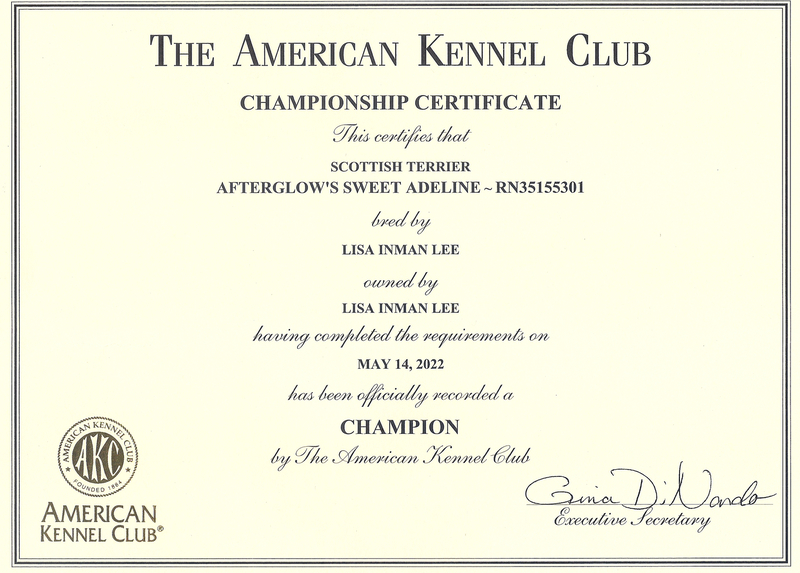 THE AMERICAN KENNEL CLUB
CHAMPIONSHIP CERTIFICATE
This certifies that
SCOTTISH TERRIER
AFTERGLOW'S SWEET ADELINE ~ RN35155301
bred by
LISA INMAN LEE
owned by
LISA INMAN LEE
having completed the requirements on
MAY 14, 2022
has been officially recorded a
CHAMPION
by The American Kennel Club
AMERICAN KENNEL CLUB
AKC
FOUNDED 1884
AMERICAN
KENNEL CLUB®
Gina DiNardo
Executive Secretary